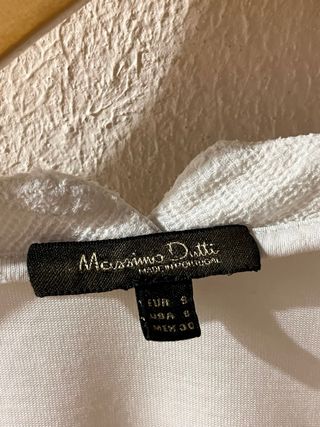 Massimo Dutti
MADE IN PORTUGAL
EUR S
USA S
MEX 30